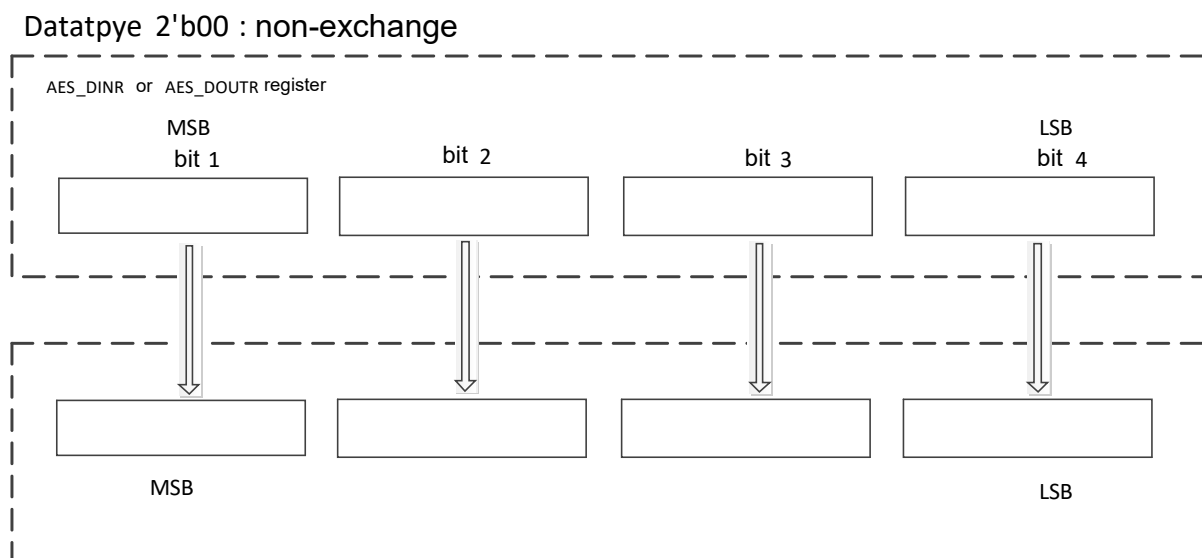 Datatpye 2'b00 : non-exchange
AES_DINR or AES_DOUTR register
MSB LSB
bit 1 bit 2 bit 3 bit 4
MSB LSB